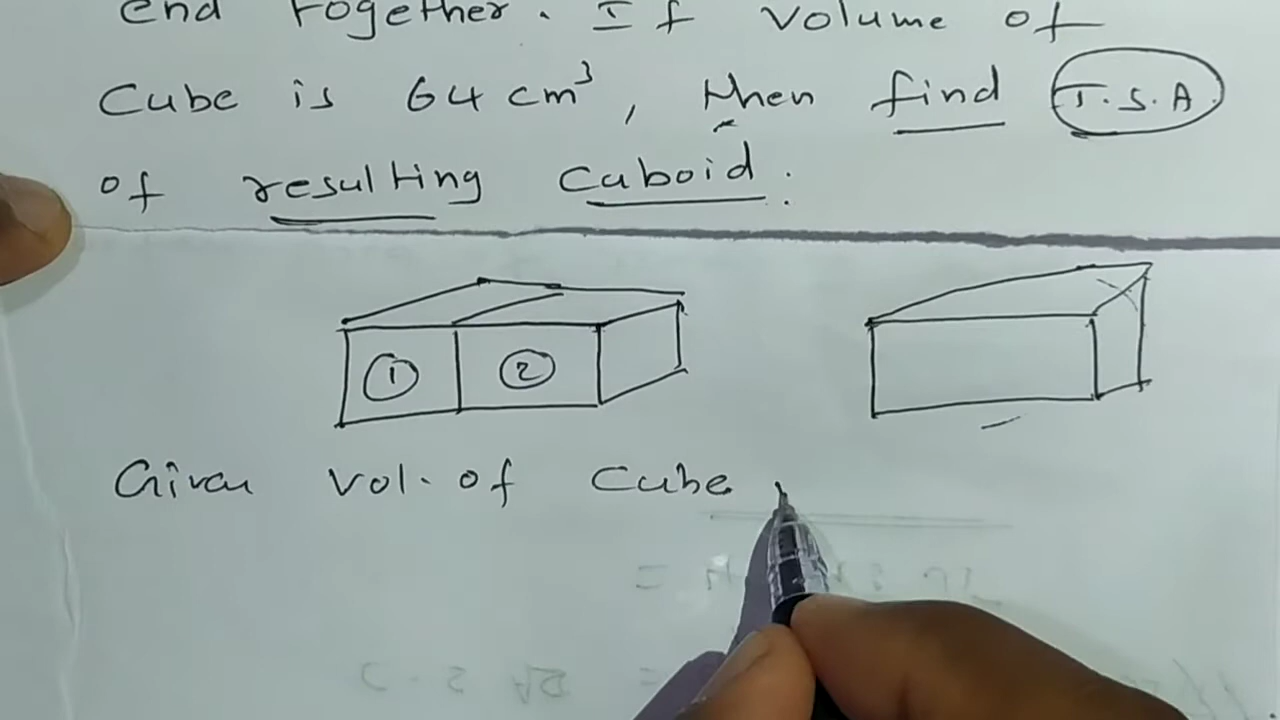 end together. If volume of
Cube is 64 cm³, then find T.S.A.
of resulting cuboid.
① ②
Given vol. of Cube